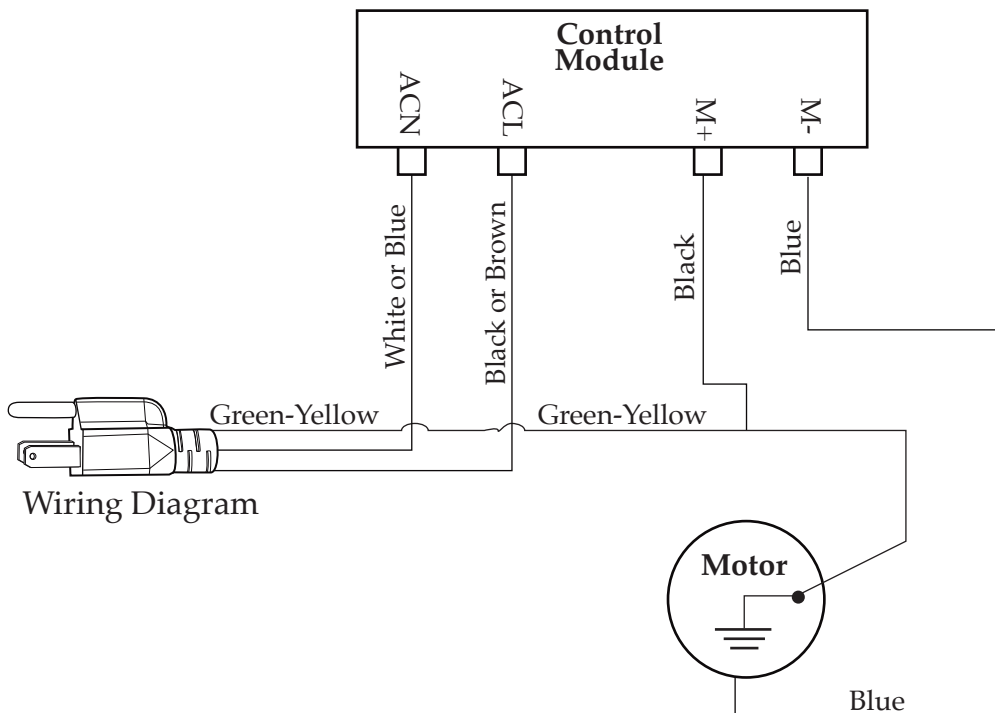 Control
Module
ACN
ACL
M+
M-
White or Blue
Black or Brown
Black
Blue
Green-Yellow
Green-Yellow
Wiring Diagram
Motor
Blue